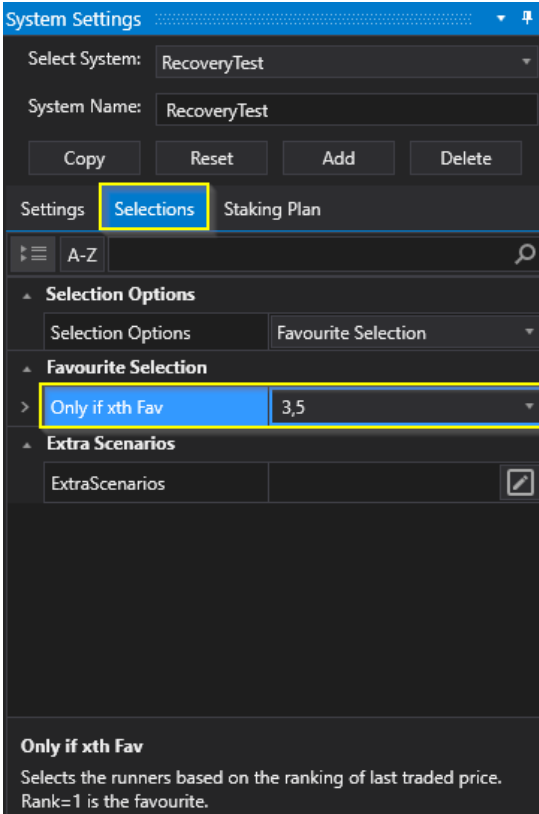 System Settings
Select System: RecoveryTest
System Name: RecoveryTest
Copy Reset Add Delete
Settings Selections Staking Plan
A-Z
Selection Options
Selection Options Favourite Selection
Favourite Selection
Only if xth Fav 3,5
Extra Scenarios
ExtraScenarios
Only if xth Fav
Selects the runners based on the ranking of last traded price.
Rank=1 is the favourite.